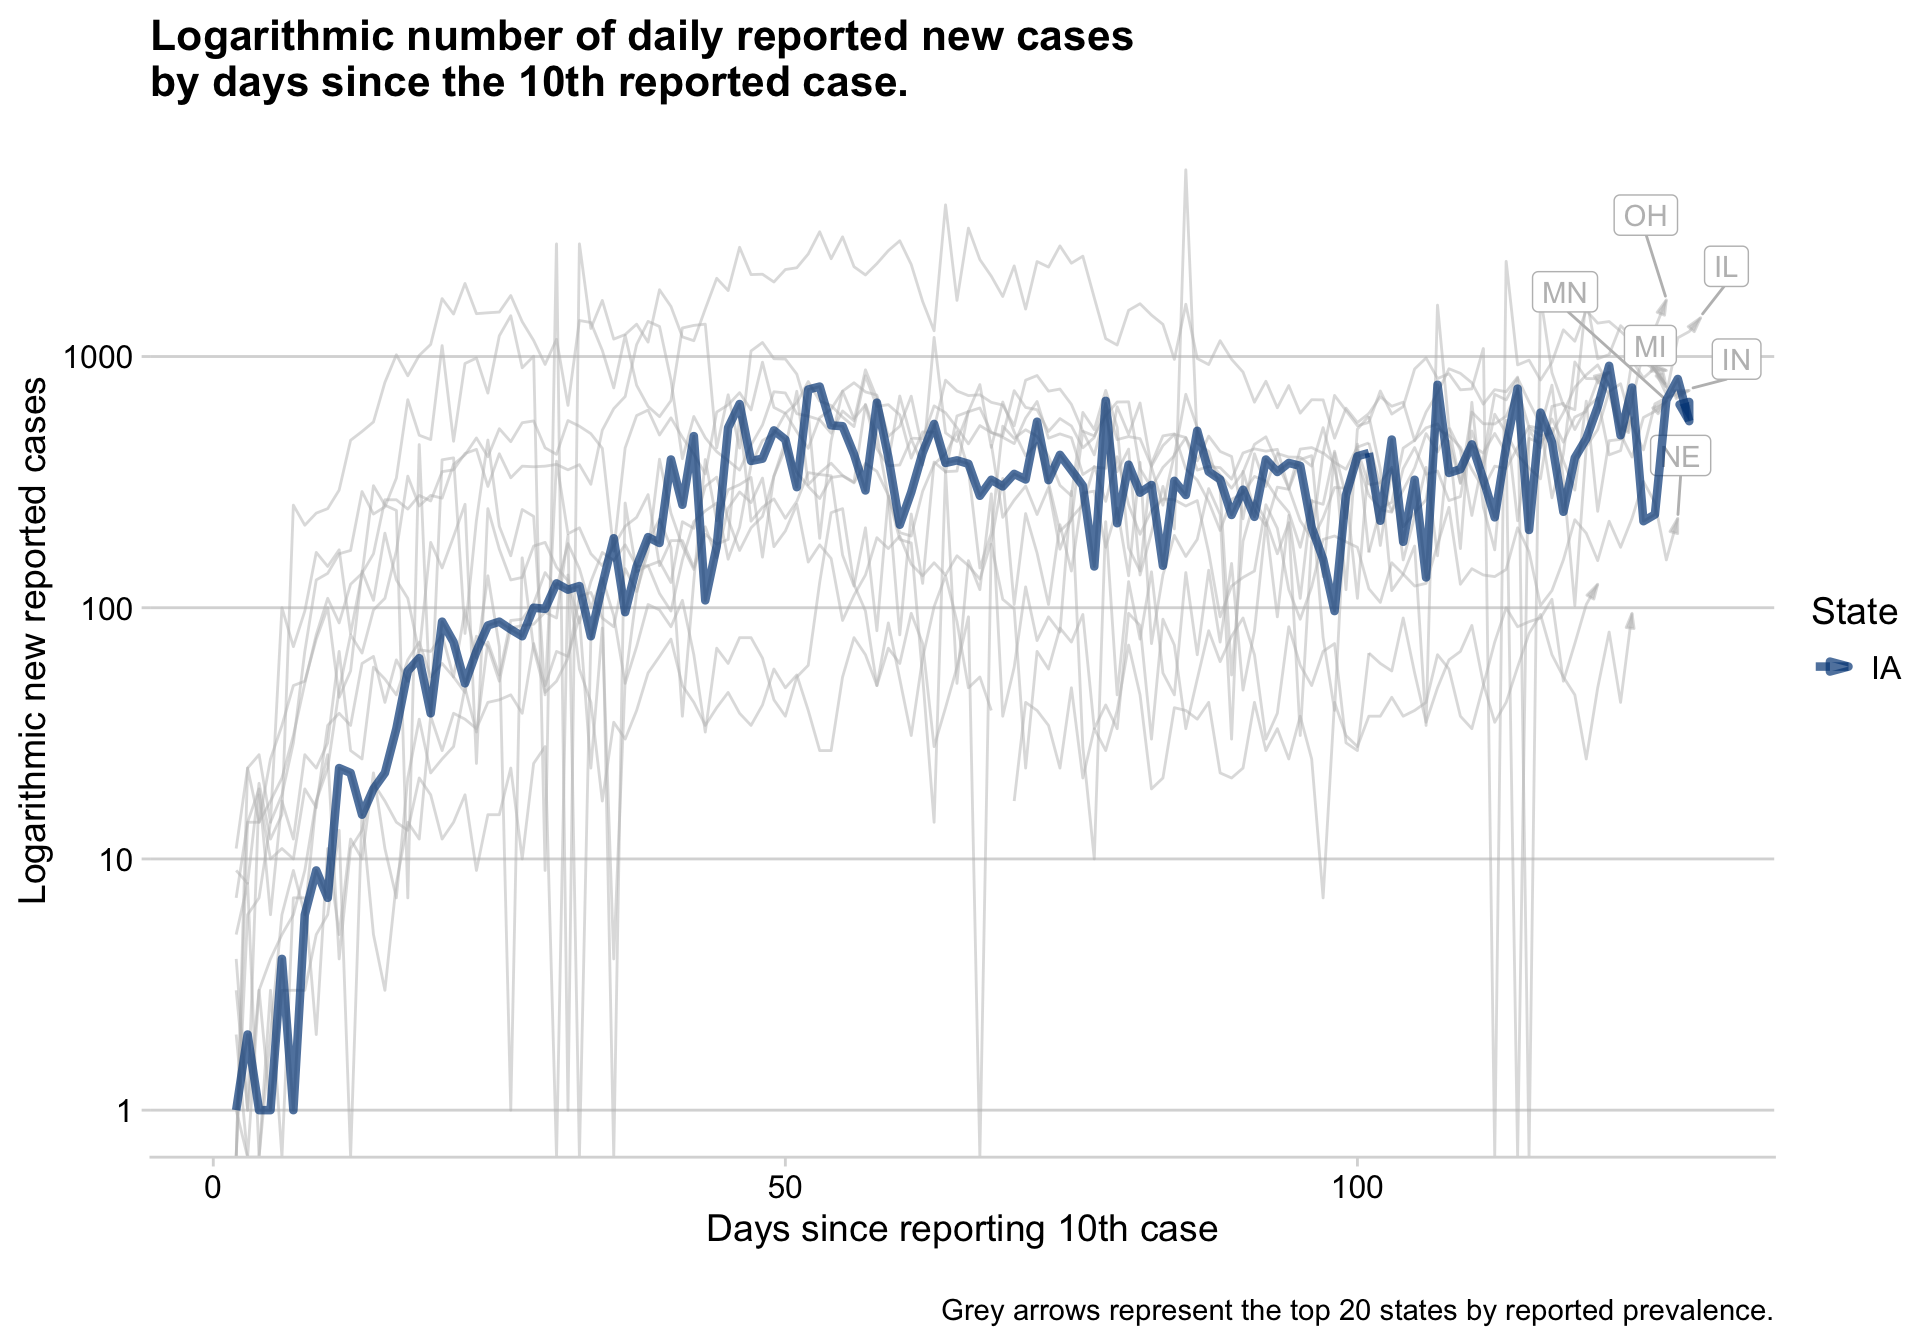 Logarithmic number of daily reported new cases
by days since the 10th reported case.
OH
IL
MN
MI
IN
NE
1000
100
10
1
Logarithmic new reported cases
0
50
100
Days since reporting 10th case
State
IA
Grey arrows represent the top 20 states by reported prevalence.